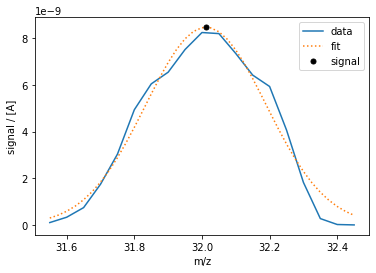 1e−9
data
fit
signal
8
6
4
2
0
signal / [A]
31.6 31.8 32.0 32.2 32.4
m/z